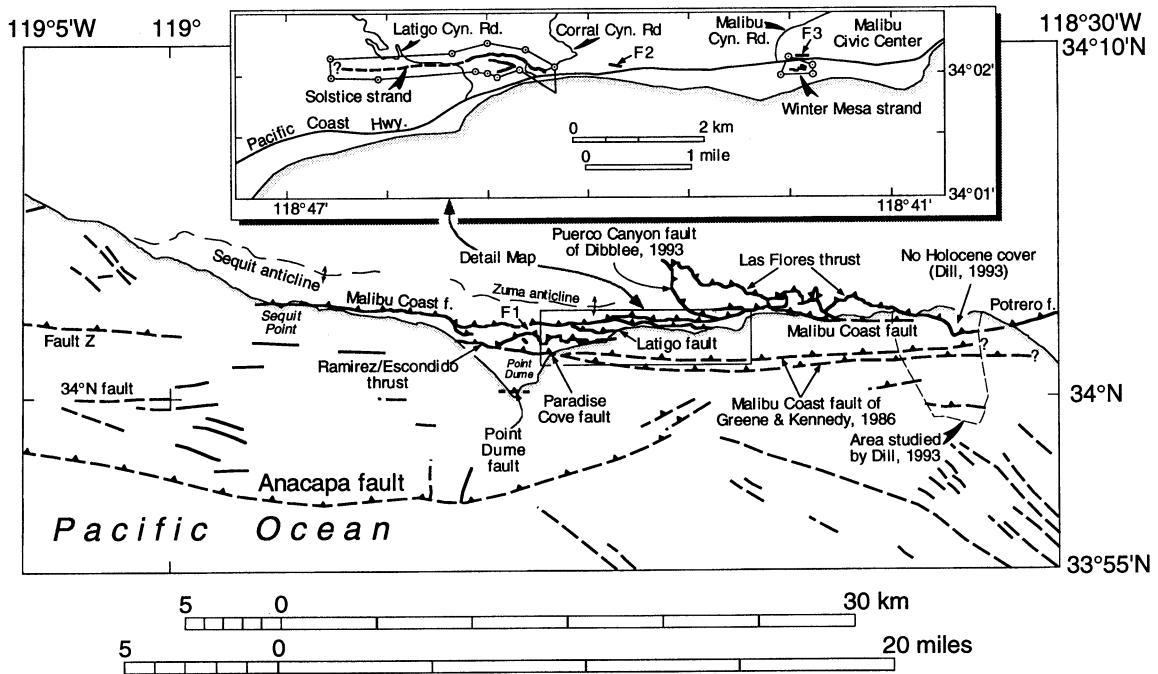 119°5'W
119°
118°30'W
34°10'N
Latigo Cyn. Rd.
Corral Cyn. Rd
F2
Malibu
Cyn. Rd.
F3
Malibu
Civic Center
?
Solstice strand
34°02'
Winter Mesa strand
Pacific Coast Hwy.
0 2 km
0 1 mile
34°01'
118°47'
118°41'
Puerco Canyon fault
of Dibblee, 1993
Detail Map
Las Flores thrust
No Holocene cover
(Dill, 1993)
Sequit anticline
Zuma anticline
Malibu Coast f.
F1
Potrero f.
Sequit
Point
Fault Z
Latigo fault
Malibu Coast fault
?
?
Ramirez/Escondido
thrust
Point
Dume
34°N fault
34°N
Paradise
Cove fault
Malibu Coast fault of
Greene & Kennedy, 1986
Point
Dume
fault
Area studied
by Dill, 1993
Anacapa fault
Pacific Ocean
33°55'N
5 0 30 km
5 0 20 miles